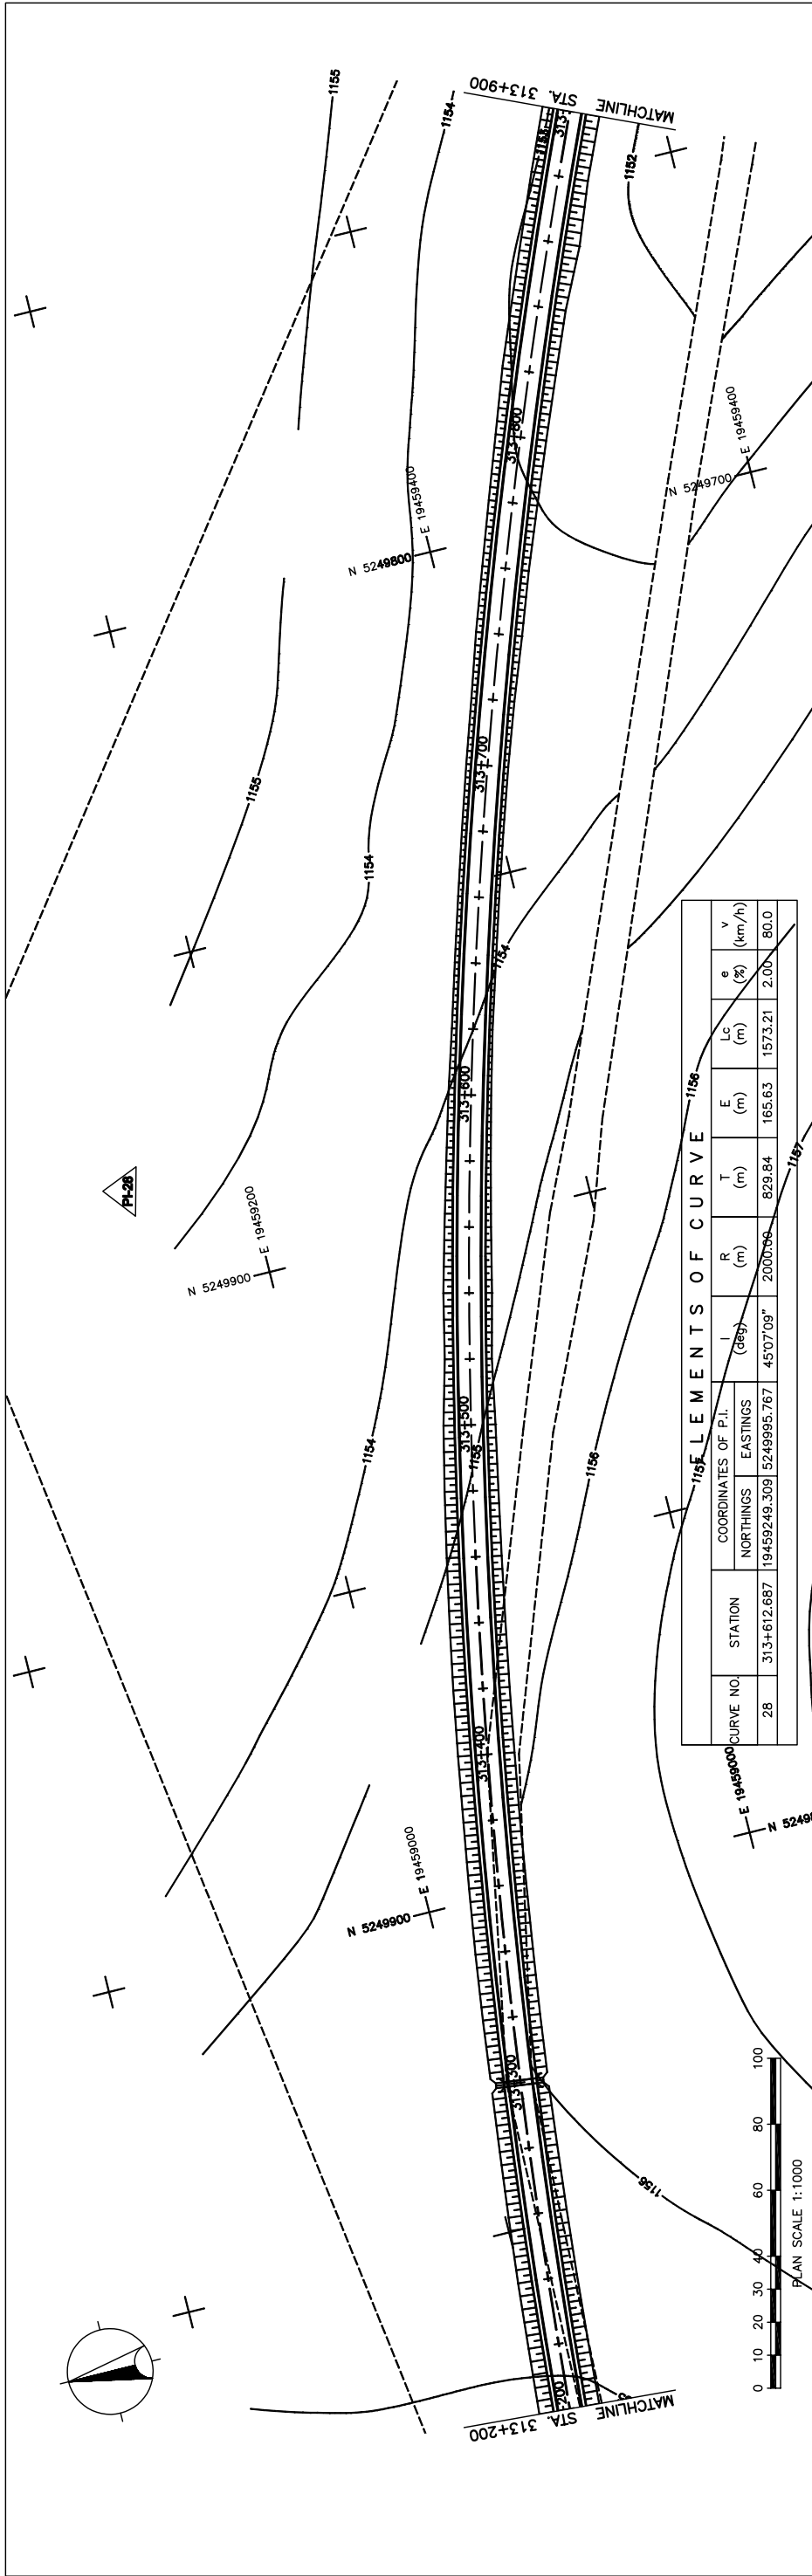 1155
1154
MATCHLINE STA. 313+900
1152
313+800
N 5249800
E 19459400
N 5249700
E 19459400
1155
1154
313+700
1154
313+600
PI-28
N 5249900
E 19459200
1156
1157
1154
313+500
1155
1156
1157
313+400
N 5249900
E 19459000
E 19459000
313+300
1156
MATCHLINE STA. 313+200
ELEMENTS OF CURVE
CURVE NO. STATION COORDINATES OF P.I. I (deg) R (m) T (m) E (m) Lc (m) e (%) v (km/h)
NORTHINGS EASTINGS
28 313+612.687 19459249.309 5249995.767 45°07'09" 2000.00 829.84 165.63 1573.21 2.00 80.0
0 10 20 30 40 60 80 100
PLAN SCALE 1:1000